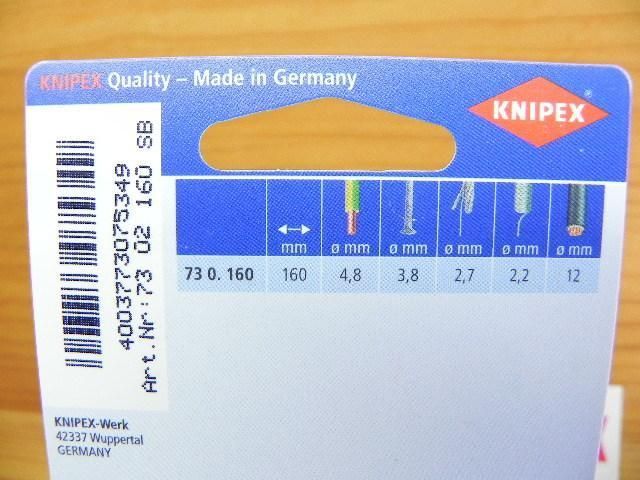 KNIPEX Quality – Made in Germany
KNIPEX®
4003773075349
Art.Nr:73 02 160 SB
mm ø mm ø mm ø mm ø mm ø mm
73 0. 160 160 4,8 3,8 2,7 2,2 12
KNIPEX-Werk
42337 Wuppertal
GERMANY